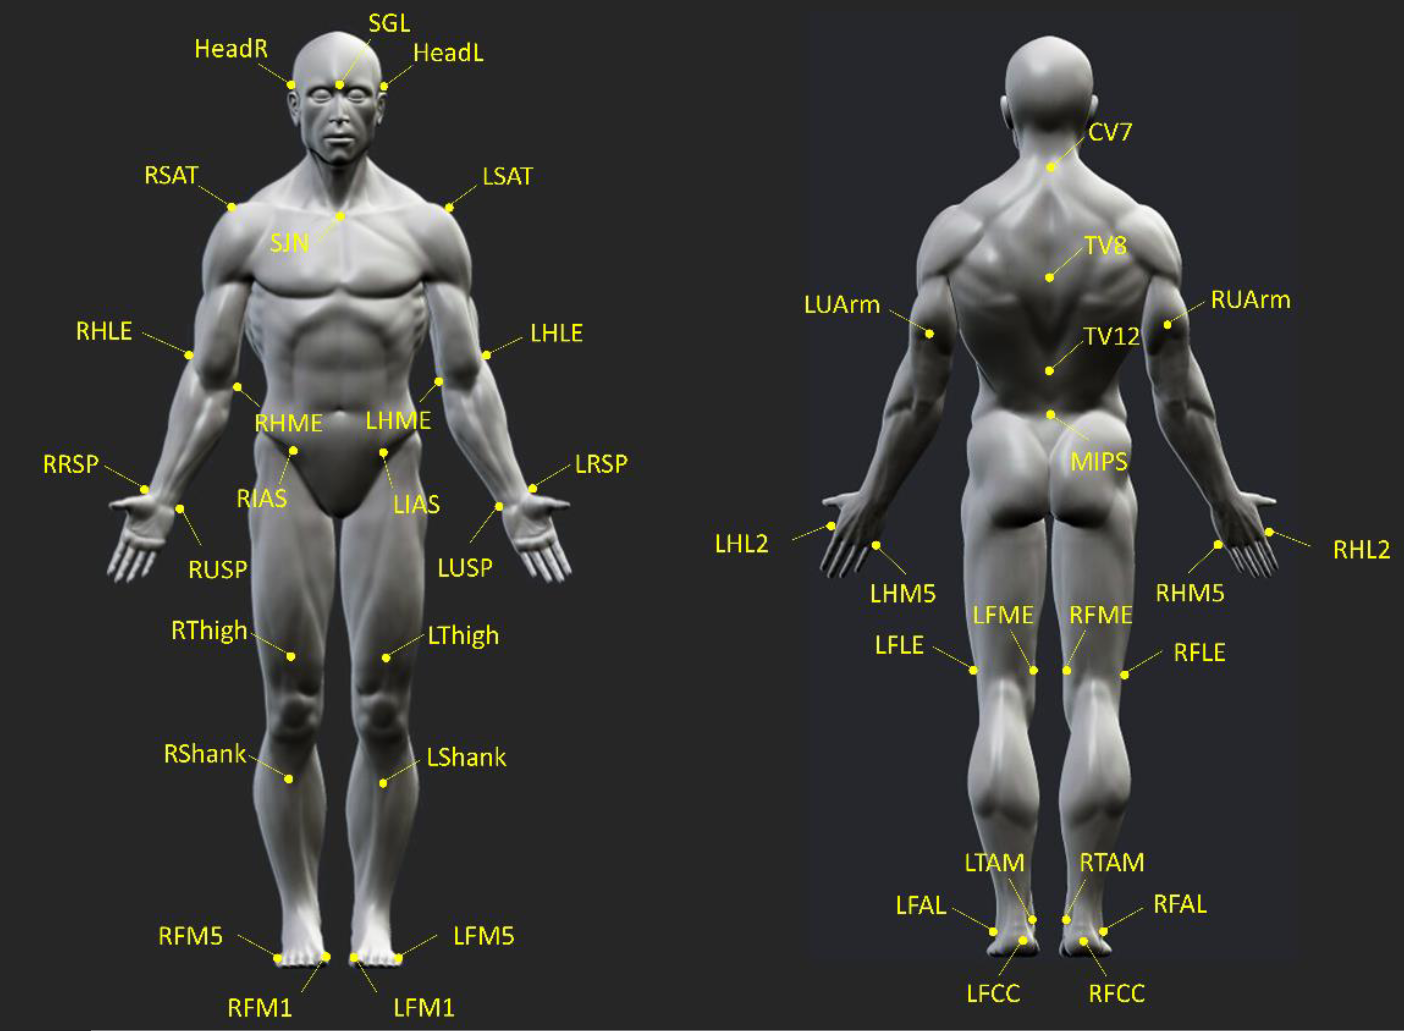 SGL
HeadR
HeadL
RSAT
LSAT
SJN
RHLE
LHLE
RHME
LHME
RRSP
LRSP
RIAS
LIAS
RUSP
LUSP
RThigh
LThigh
RShank
LShank
RFM5
LFM5
RFM1
LFM1
CV7
TV8
LUArm
RUArm
TV12
MIPS
LHL2
RHL2
LHM5
RHM5
LFME
RFME
LFLE
RFLE
LTAM
RTAM
LFAL
RFAL
LFCC
RFCC